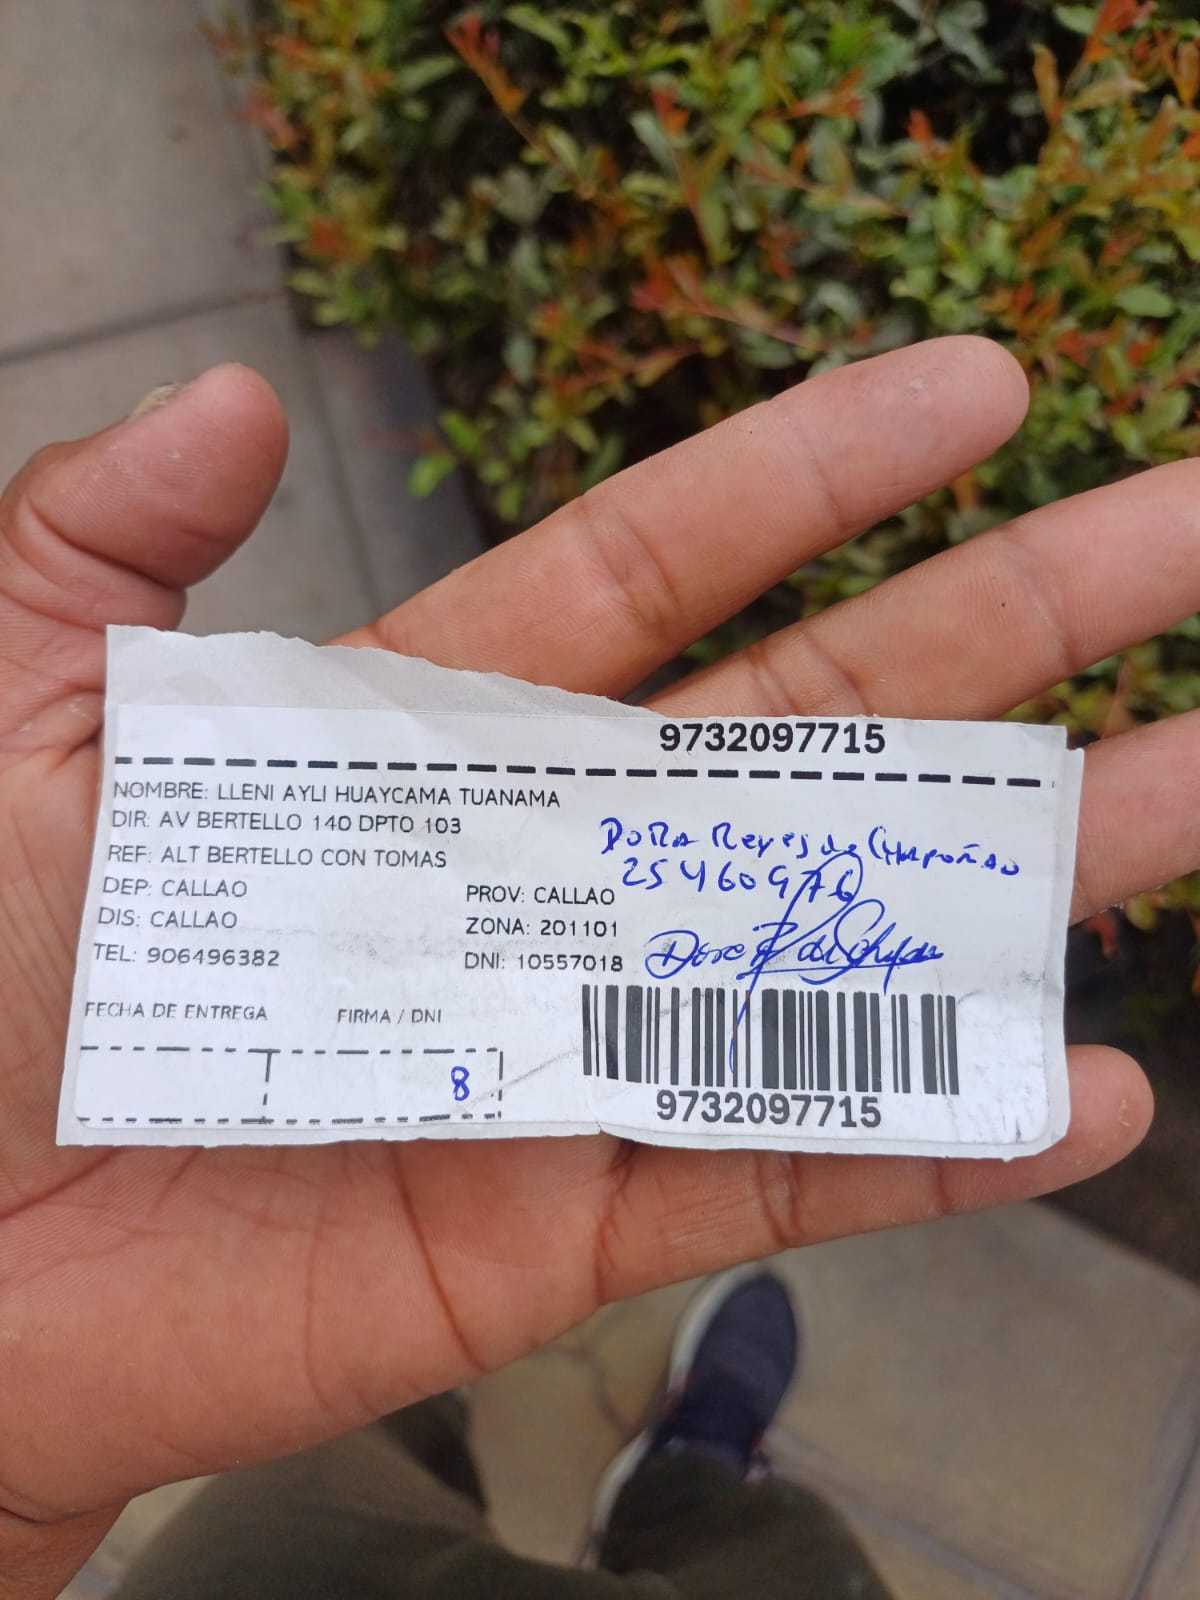 9732097715
NOMBRE: LLENI AYLI HUAYCAMA TUANAMA
DIR: AV BERTELLO 140 DPTO 103
REF: ALT BERTELLO CON TOMAS
DEP: CALLAO PROV: CALLAO
DIS: CALLAO ZONA: 201101
TEL: 906496382 DNI: 10557018
Dora Reyes de
25460976
FECHA DE ENTREGA FIRMA / DNI
8
9732097715